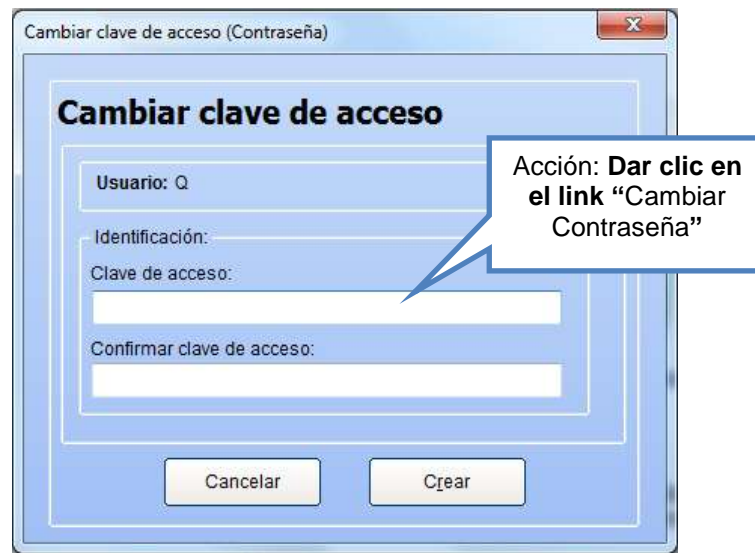 Cambiar clave de acceso (Contraseña)
Cambiar clave de acceso
Acción: Dar clic en
el link “Cambiar
Contraseña”
Usuario: Q
Identificación:
Clave de acceso:
Confirmar clave de acceso:
Cancelar
Crear